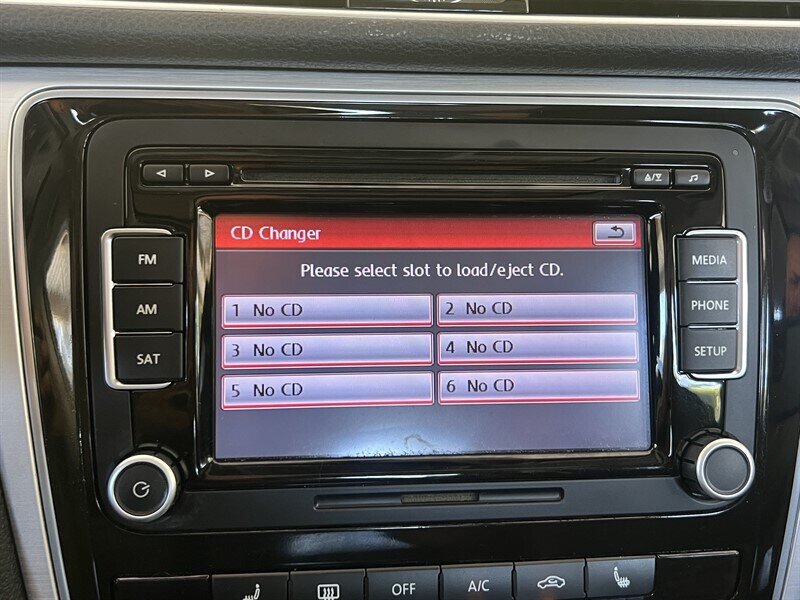 CD Changer
Please select slot to load/eject CD.
1 No CD
2 No CD
3 No CD
4 No CD
5 No CD
6 No CD
FM
AM
SAT
MEDIA
PHONE
SETUP
OFF
A/C